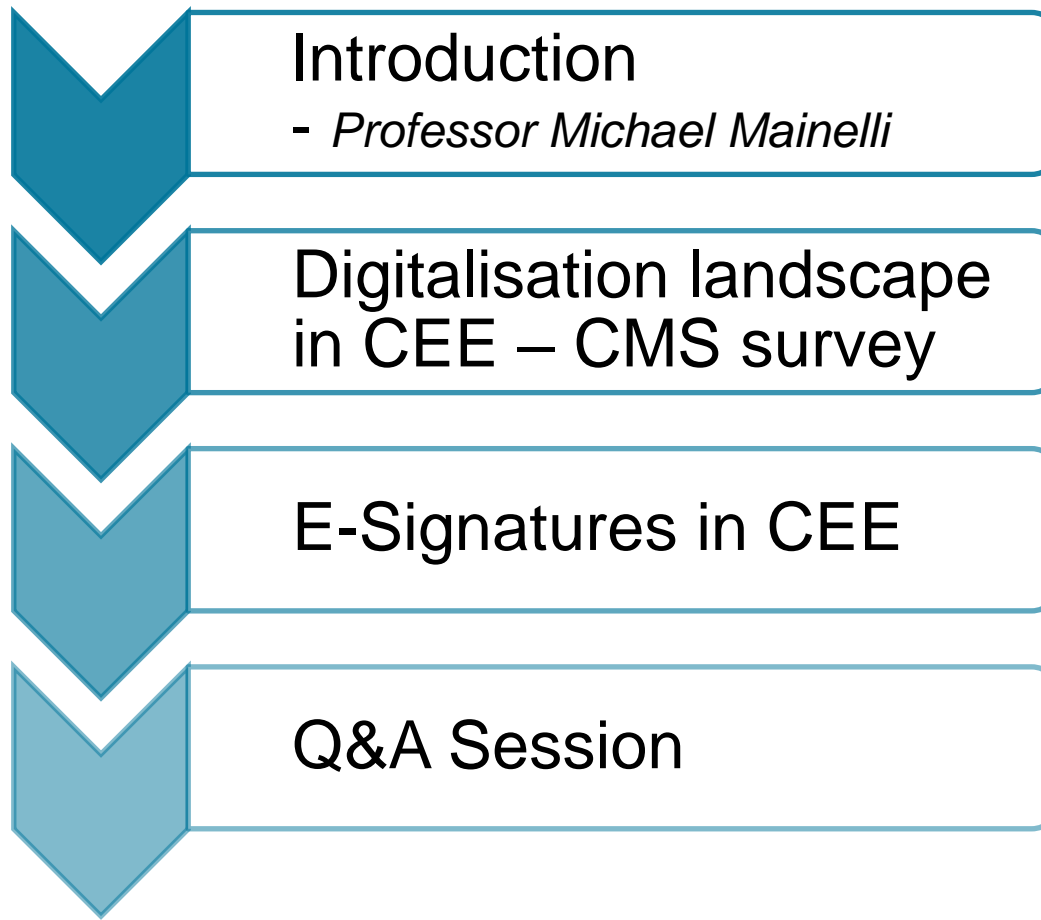 Introduction
- Professor Michael Mainelli
Digitalisation landscape
in CEE – CMS survey
E-Signatures in CEE
Q&A Session